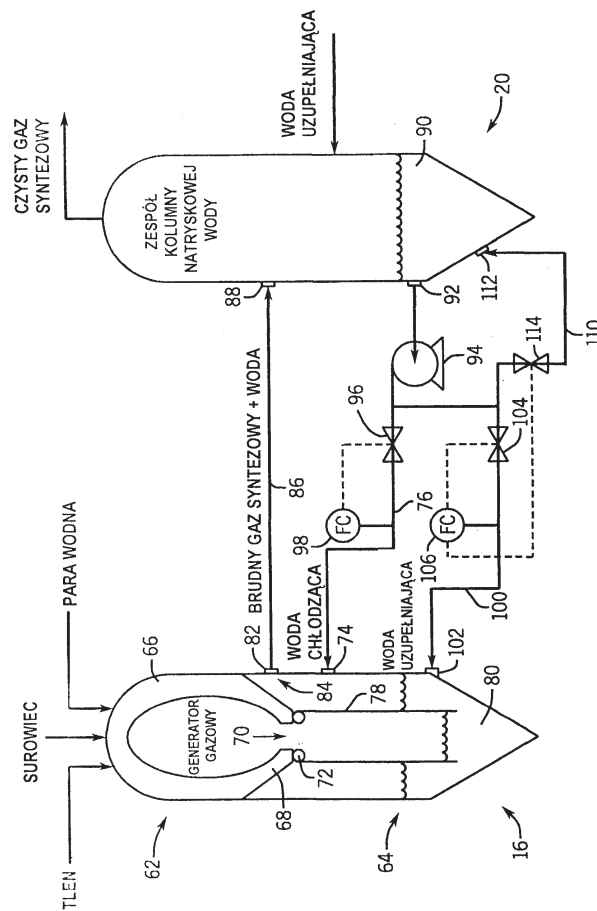 TLEN
SUROWIEC
PARA WODNA
CZYSTY GAZ
SYNTEZOWY
62
66
GENERATOR
GAZOWY
70
68
72
82
84
BRUDNY GAZ SYNTEZOWY + WODA
86
88
ZESPÓŁ
KOLUMNY
NATRYSKOWEJ
WODY
WODA
UZUPEŁNIAJĄCA
WODA
CHŁODZĄCA
74
78
98
FC
76
96
94
92
90
20
64
WODA
UZUPEŁNIAJĄCA
106
FC
104
114
112
80
102
100
110
16